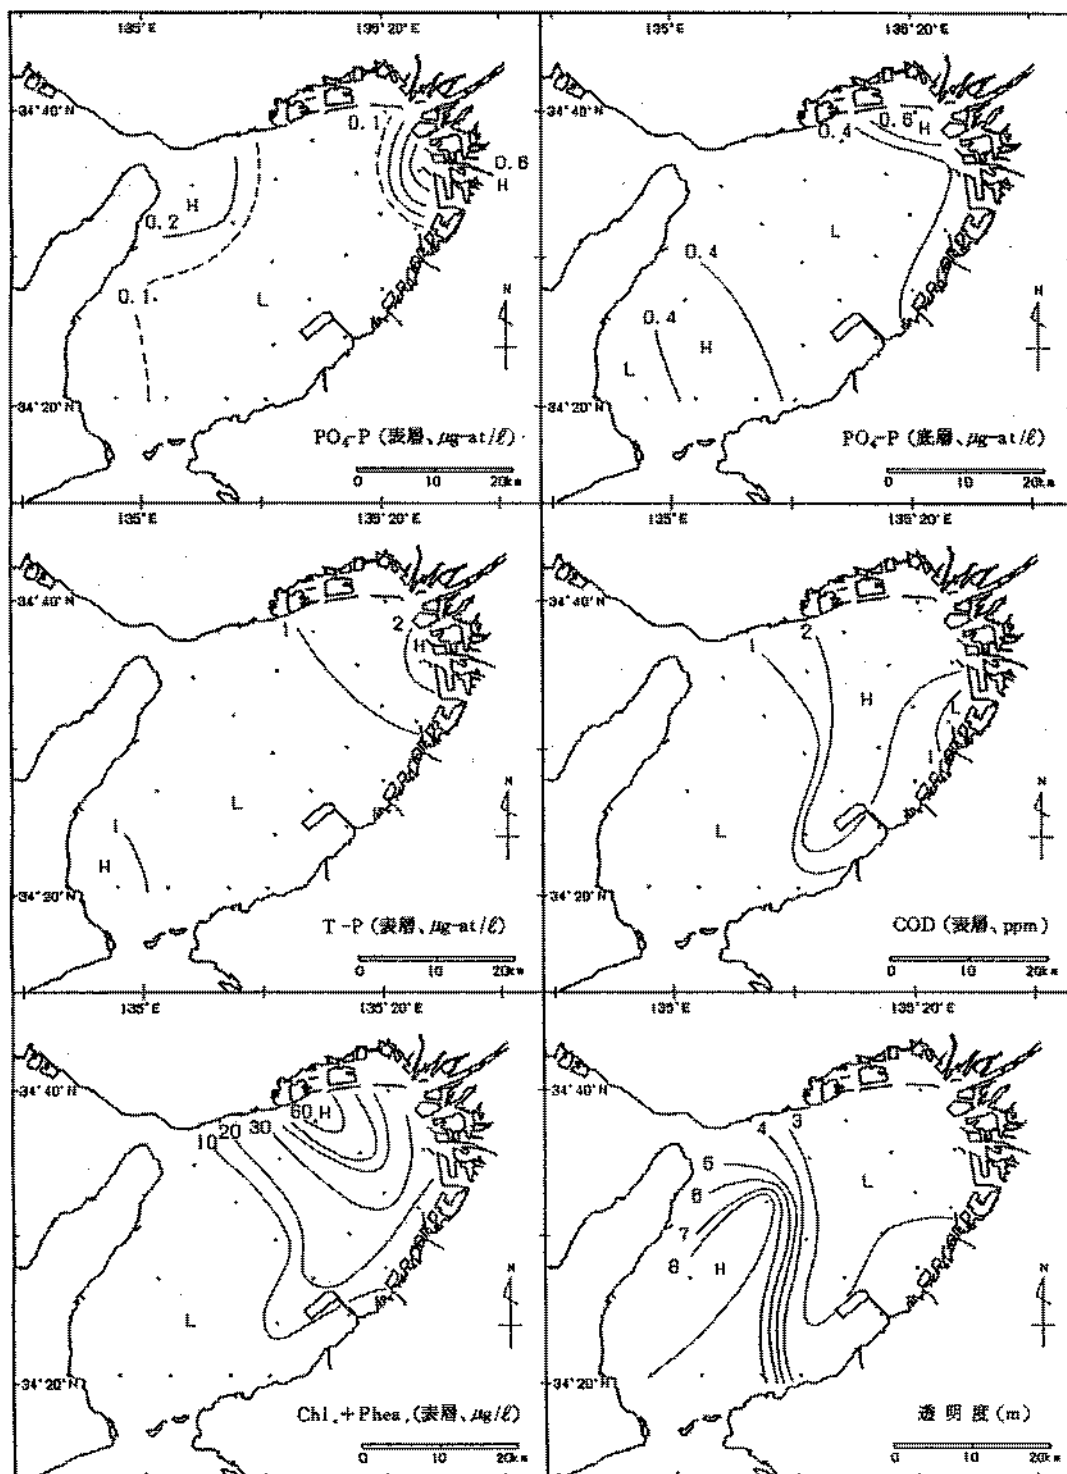 135°E 135°20'E 135°E 135°20'E
34°40'N 34°40'N
0.1 0.6 H
0.4 0.6 H
H 0.2
0.1 L
L 0.4
0.4 H L
N N
34°20'N 34°20'N
PO₄-P (表層、μg-at/ℓ) PO₄-P (底層、μg-at/ℓ)
0 10 20km 0 10 20km
135°E 135°20'E 135°E 135°20'E
34°40'N 34°40'N
1 2 H
1 2 H L 1
L L
1 H
N N
34°20'N 34°20'N
T-P (表層、μg-at/ℓ) COD (表層、ppm)
0 10 20km 0 10 20km
135°E 135°20'E 135°E 135°20'E
34°40'N 34°40'N
10 20 30 60 H
4 3 L
5 6 7 8 H
L
N N
34°20'N 34°20'N
Chl.+Phea.(表層、μg/ℓ) 透明度(m)
0 10 20km 0 10 20km